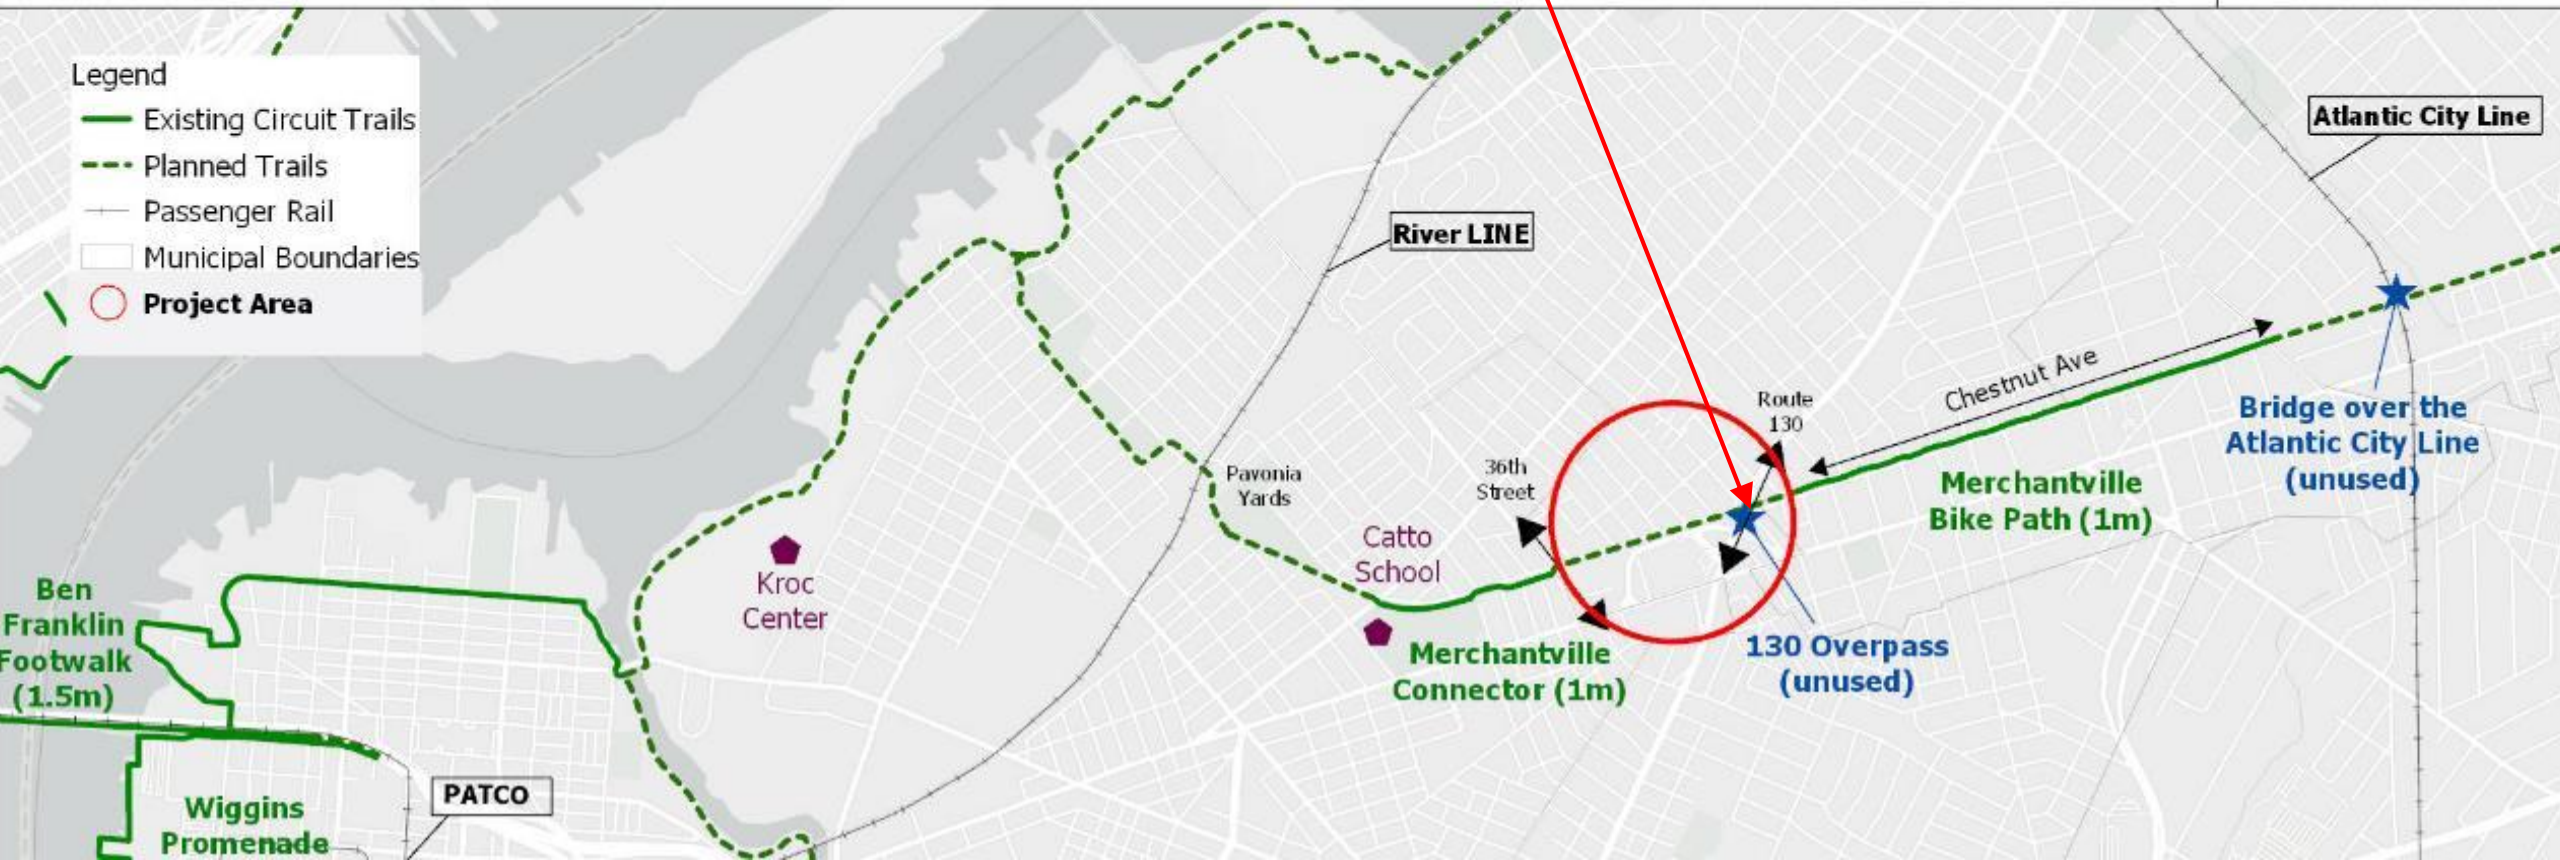 Legend
Existing Circuit Trails
Planned Trails
Passenger Rail
Municipal Boundaries
Project Area
Atlantic City Line
River LINE
Route
130
Chestnut Ave
Bridge over the
Atlantic City Line
(unused)
36th
Street
Pavonia
Yards
Merchantville
Bike Path (1m)
Catto
School
Kroc
Center
Ben
Franklin
Footwalk
(1.5m)
Merchantville
Connector (1m)
130 Overpass
(unused)
PATCO
Wiggins
Promenade